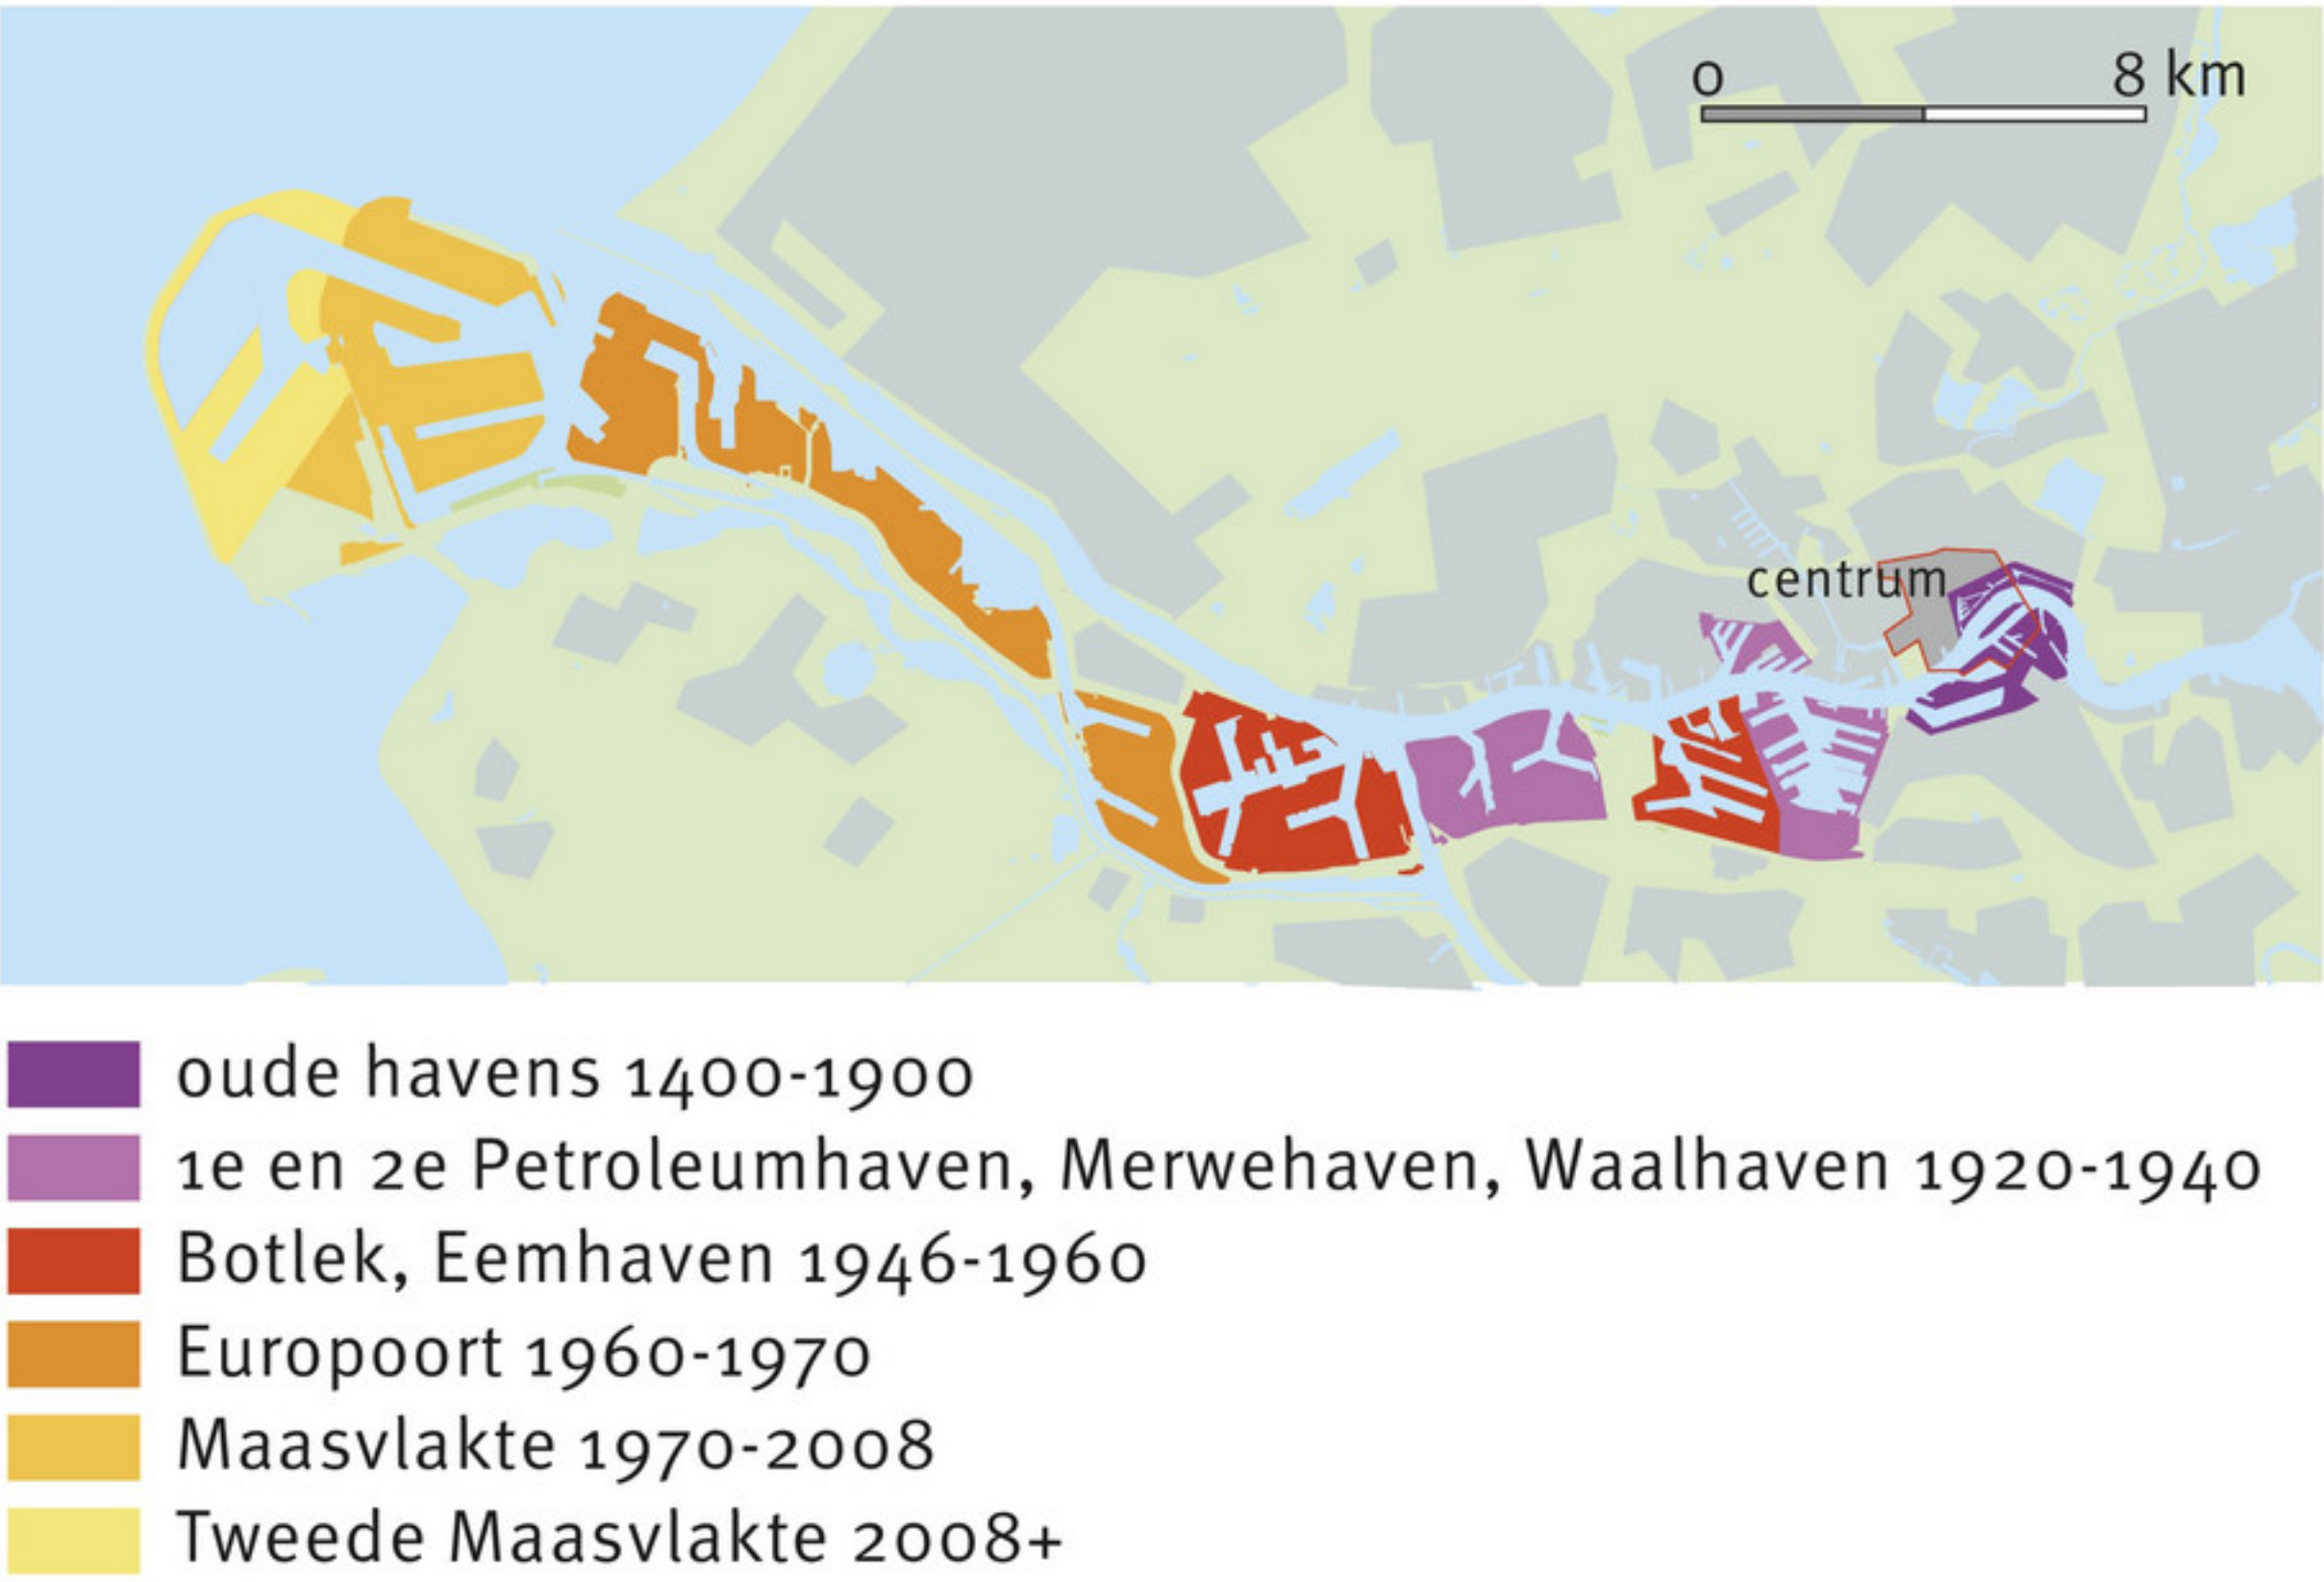 0 8 km
centrum
oude havens 1400-1900
1e en 2e Petroleumhaven, Merwehaven, Waalhaven 1920-1940
Botlek, Eemhaven 1946-1960
Europoort 1960-1970
Maasvlakte 1970-2008
Tweede Maasvlakte 2008+